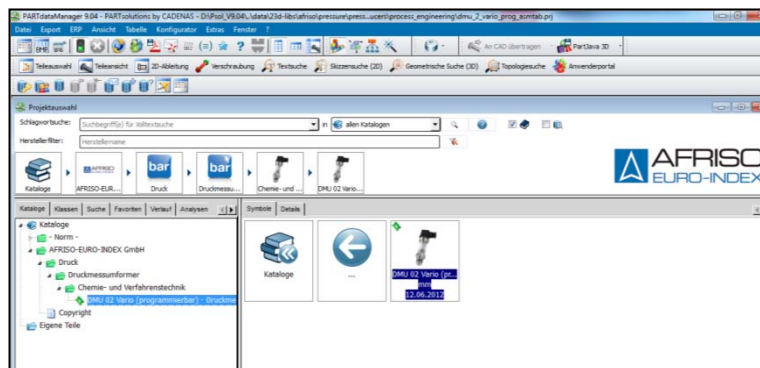 PARTdataManager 9.04 - PARTsolutions by CADENAS - D:\Psol_V9.04\..\data\23d-libs\afriso\pressure\press...ucers\process_engineering\dmu_2_vario_prog_asmtab.prj
Datei Export ERP Ansicht Tabelle Konfigurator Extras Fenster ?
An CAD übertragen PartJava 3D
Teileauswahl Teileansicht 2D-Ableitung Verschraubung Textsuche Skizzensuche (2D) Geometrische Suche (3D) Topologiesuche Anwenderportal
Projektauswahl
Schlagwortsuche: Suchbegriff(e) für Volltextsuche in allen Katalogen
Herstellerfilter: Herstellername
AFRISO
EURO-INDEX
bar bar
Kataloge AFRISO-EUR... Druck Druckmessu... Chemie- und ... DMU 02 Vario...
Kataloge Klassen Suche Favoriten Verlauf Analysen
Symbole Details
Kataloge
- Norm -
AFRISO-EURO-INDEX GmbH
Druck
Druckmessumformer
Chemie- und Verfahrenstechnik
DMU 02 Vario (programmierbar) - Druckme
Copyright
Eigene Teile
Kataloge
...
DMU 02 Vario (pr...
mm
12.06.2012